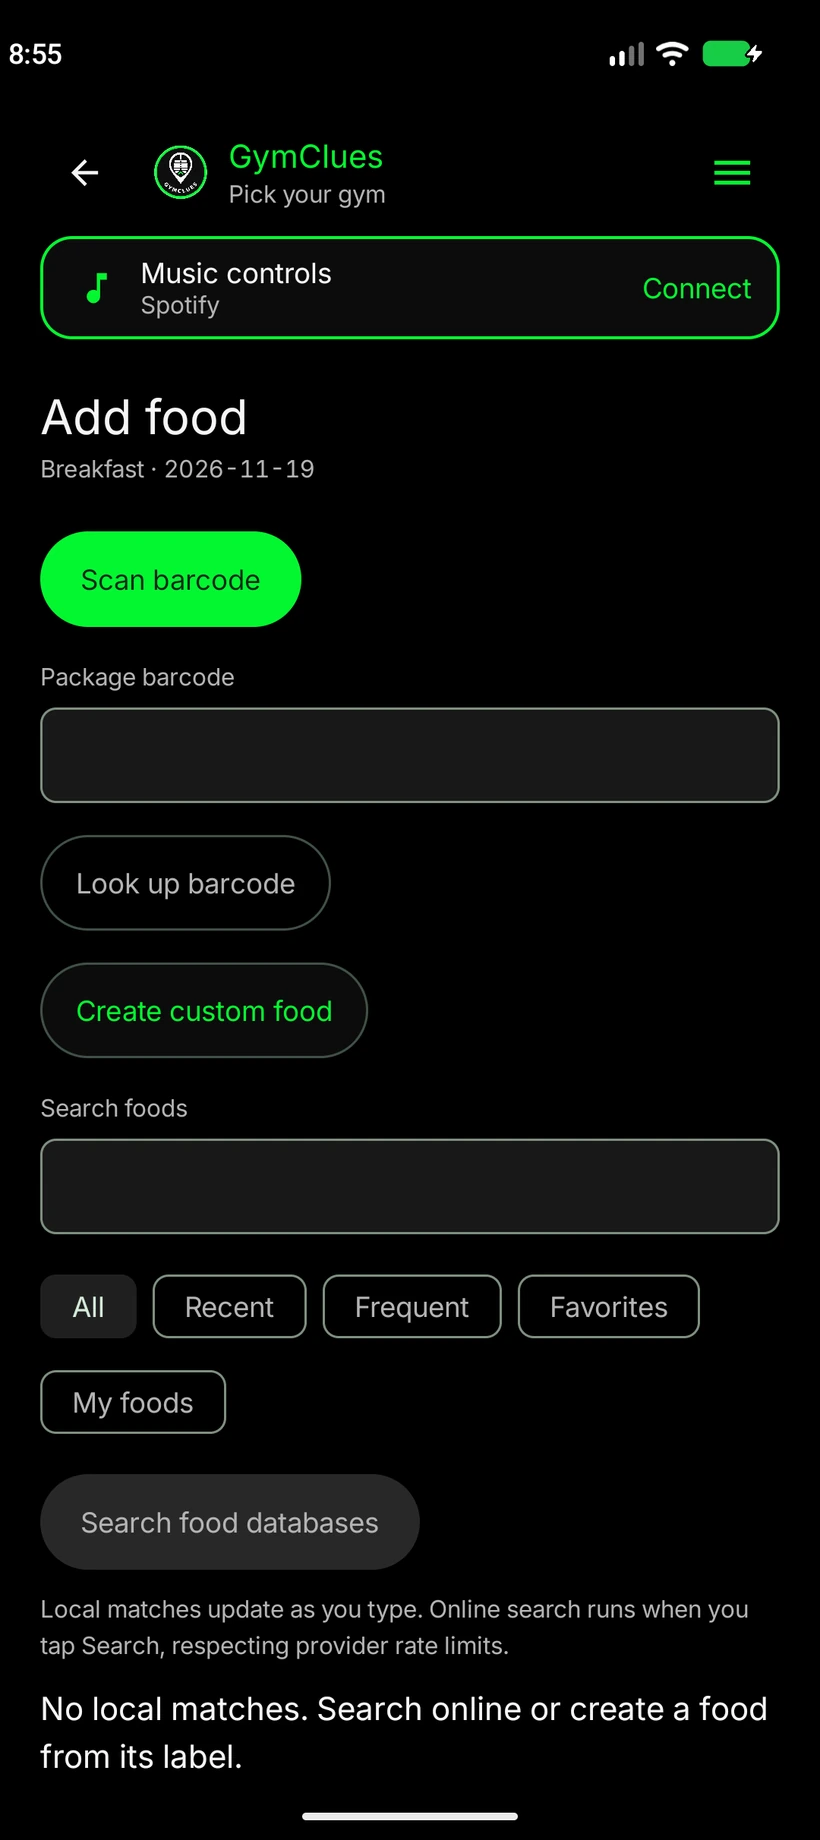 8:55
GymClues
Pick your gym
GYMCLUES
Music controls
Spotify
Connect
Add food
Breakfast · 2026-11-19
Scan barcode
Package barcode
Look up barcode
Create custom food
Search foods
All
Recent
Frequent
Favorites
My foods
Search food databases
Local matches update as you type. Online search runs when you
tap Search, respecting provider rate limits.
No local matches. Search online or create a food
from its label.